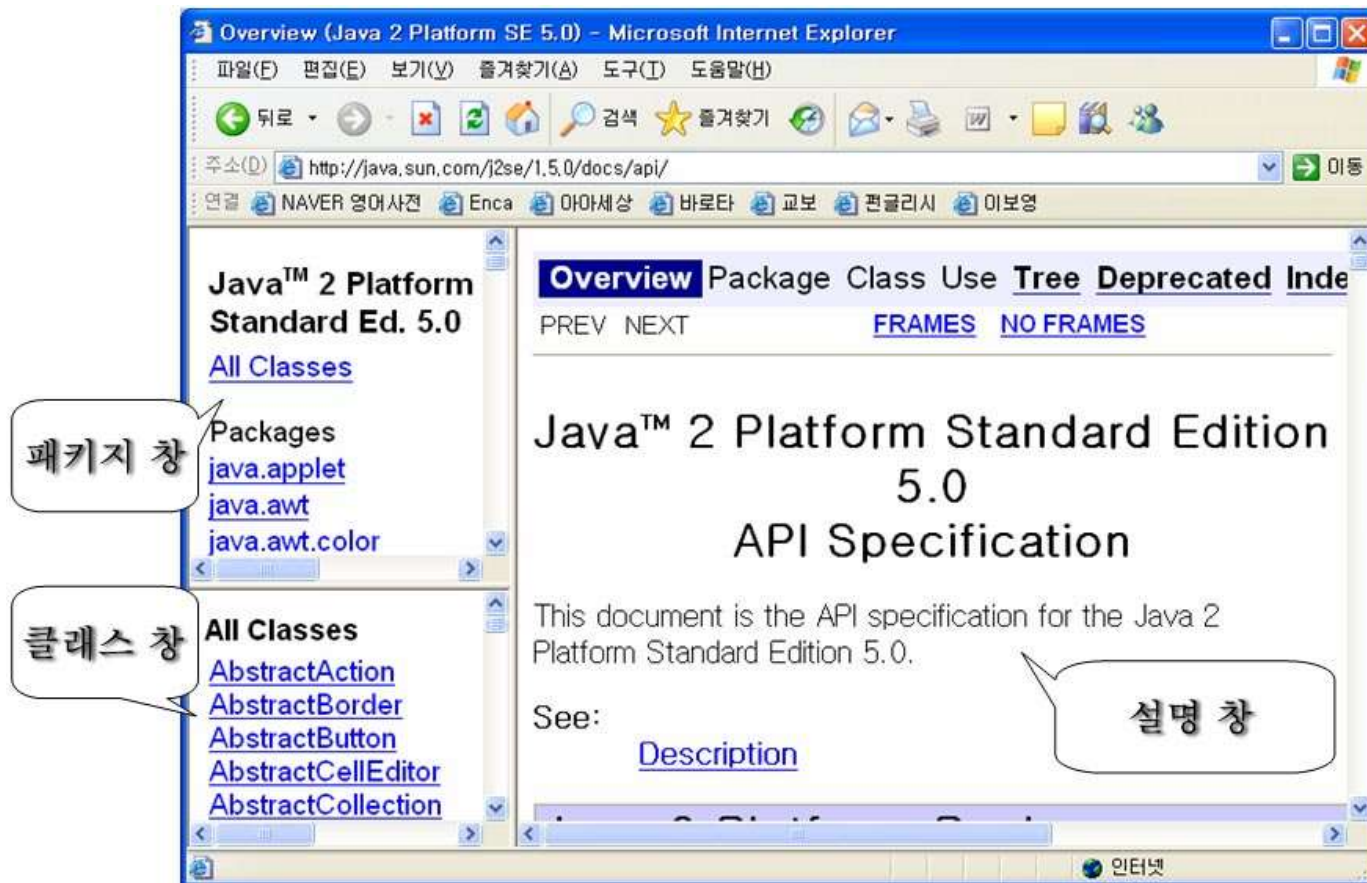 Overview (Java 2 Platform SE 5.0) - Microsoft Internet Explorer
파일(F) 편집(E) 보기(V) 즐겨찾기(A) 도구(T) 도움말(H)
뒤로 검색 즐겨찾기
주소(D) http://java.sun.com/j2se/1.5.0/docs/api/ 이동
연결 NAVER 영어사전 Enca 아아세상 바로타 교보 펀글리시 이보영
Java™ 2 Platform
Standard Ed. 5.0
All Classes
패키지 창
Packages
java.applet
java.awt
java.awt.color
클래스 창
All Classes
AbstractAction
AbstractBorder
AbstractButton
AbstractCellEditor
AbstractCollection
Overview Package Class Use Tree Deprecated Inde
PREV NEXT FRAMES NO FRAMES
Java™ 2 Platform Standard Edition
5.0
API Specification
This document is the API specification for the Java 2
Platform Standard Edition 5.0.
설명 창
See:
Description
인터넷